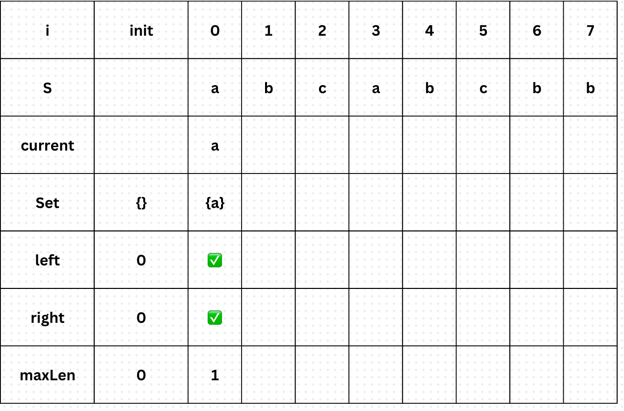 i init 0 1 2 3 4 5 6 7
S a b c a b c b b
current a
Set {} {a}
left 0 ✅
right 0 ✅
maxLen 0 1